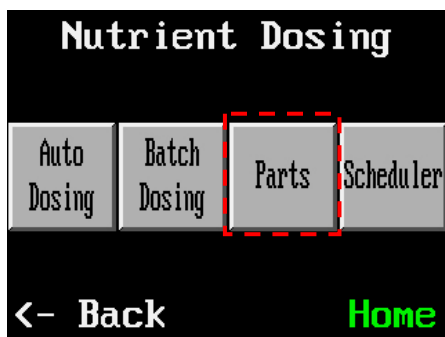 Nutrient Dosing
Auto Dosing
Batch Dosing
Parts
Scheduler
<- Back
Home